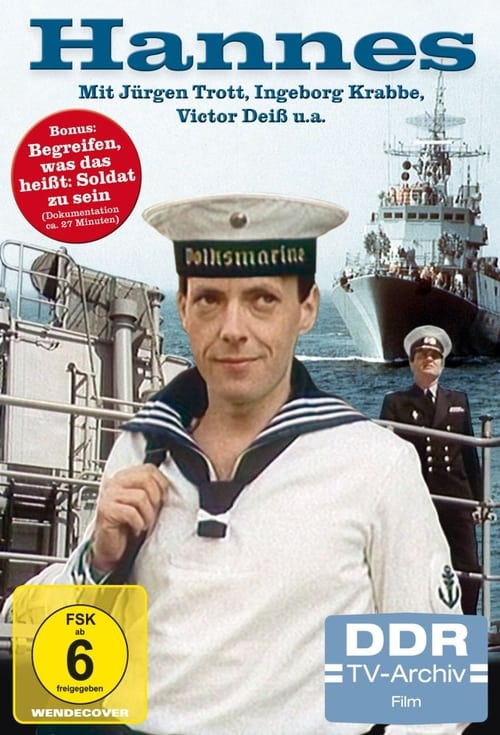 Hannes
Mit Jürgen Trott, Ingeborg Krabbe,
Victor Deiß u.a.
Bonus:
Begreifen,
was das
heißt: Soldat
zu sein
(Dokumentation
ca. 27 Minuten)
Volksmarine
FSK
ab
6
freigegeben
WENDECOVER
DDR
TV-Archiv
Film